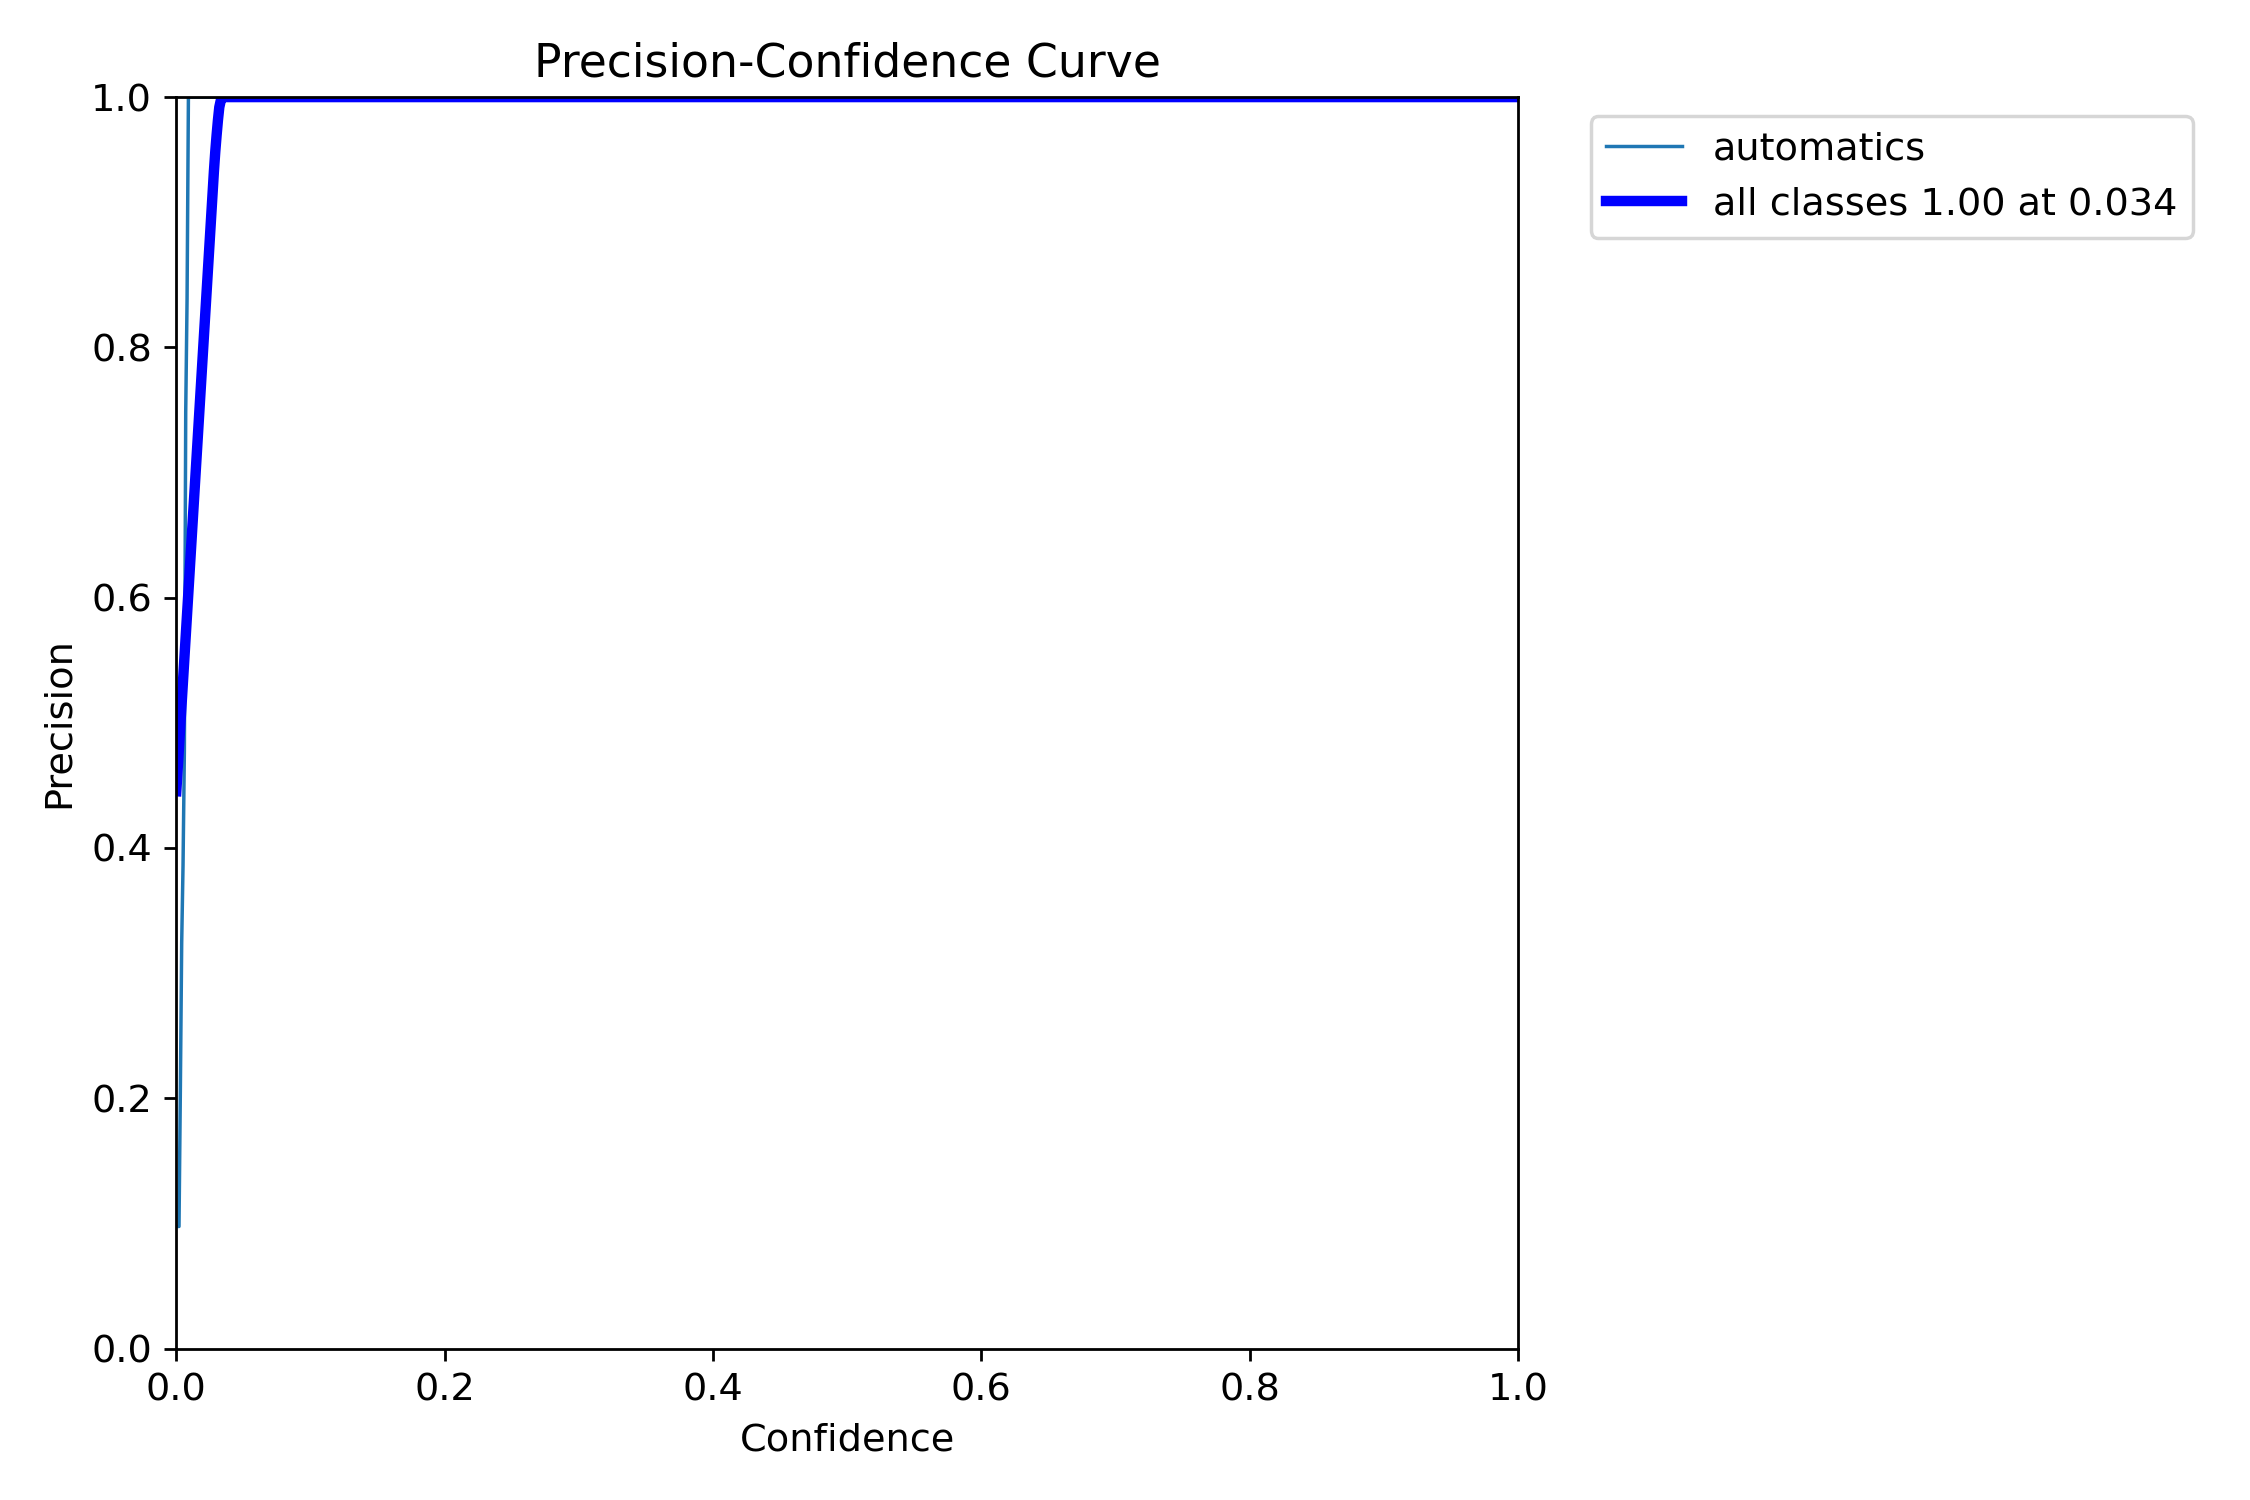 Precision-Confidence Curve
1.0
0.8
0.6
0.4
0.2
0.0
Precision
0.0 0.2 0.4 0.6 0.8 1.0
Confidence
automatics
all classes 1.00 at 0.034